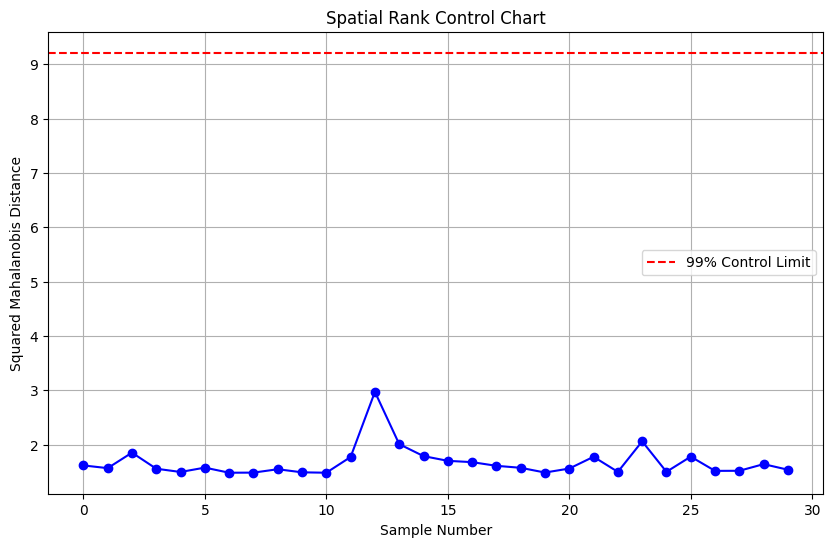 Spatial Rank Control Chart
Squared Mahalanobis Distance
9
8
7
6
5
4
3
2
99% Control Limit
0 5 10 15 20 25 30
Sample Number